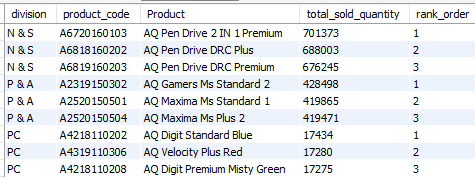 division product_code Product total_sold_quantity rank_order
N & S A6720160103 AQ Pen Drive 2 IN 1 Premium 701373 1
N & S A6818160202 AQ Pen Drive DRC Plus 688003 2
N & S A6819160203 AQ Pen Drive DRC Premium 676245 3
P & A A2319150302 AQ Gamers Ms Standard 2 428498 1
P & A A2520150501 AQ Maxima Ms Standard 1 419865 2
P & A A2520150504 AQ Maxima Ms Plus 2 419471 3
PC A4218110202 AQ Digit Standard Blue 17434 1
PC A4319110306 AQ Velocity Plus Red 17280 2
PC A4218110208 AQ Digit Premium Misty Green 17275 3